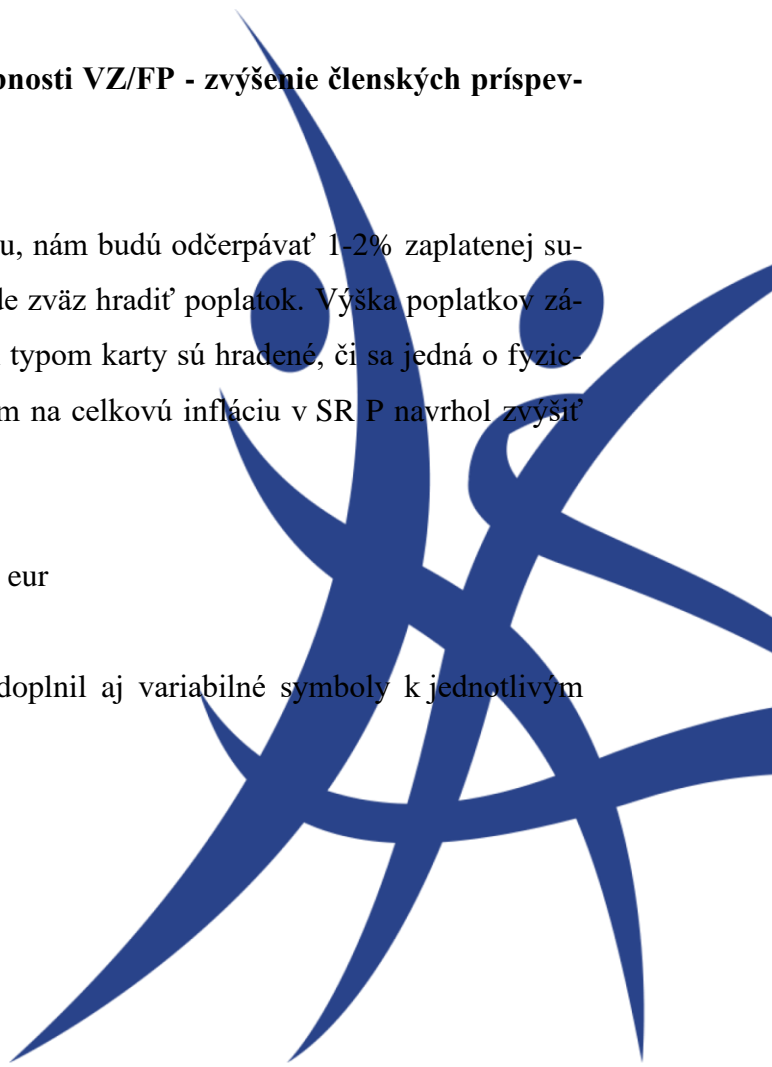 pnosti VZ/FP - zvýšenie členských príspev-
u, nám budú odčerpávať 1-2% zaplatenej su-
de zväz hradiť poplatok. Výška poplatkov zá-
typom karty sú hradené, či sa jedná o fyzic-
m na celkovú infláciu v SR P navrhol zvýšiť
eur
doplnil aj variabilné symboly k jednotlivým